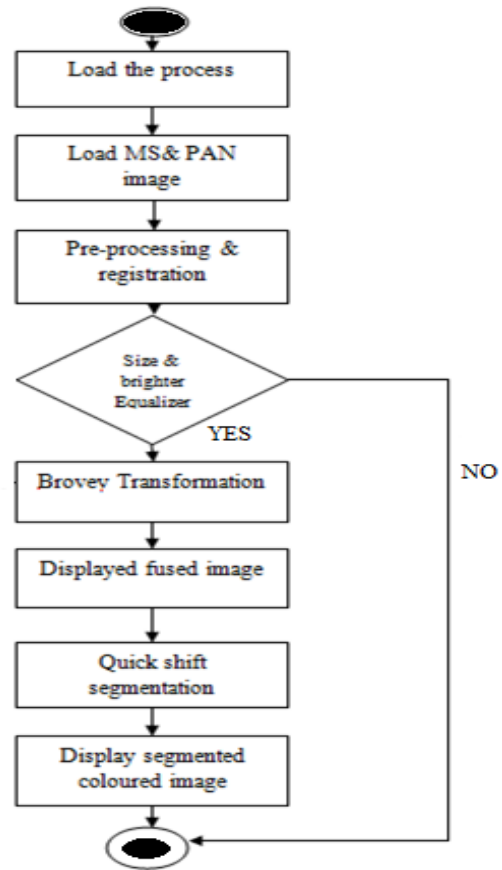 Load the process
Load MS& PAN
image
Pre-processing &
registration
Size &
brighter
Equalizer
YES
NO
Brovey Transformation
Displayed fused image
Quick shift
segmentation
Display segmented
coloured image